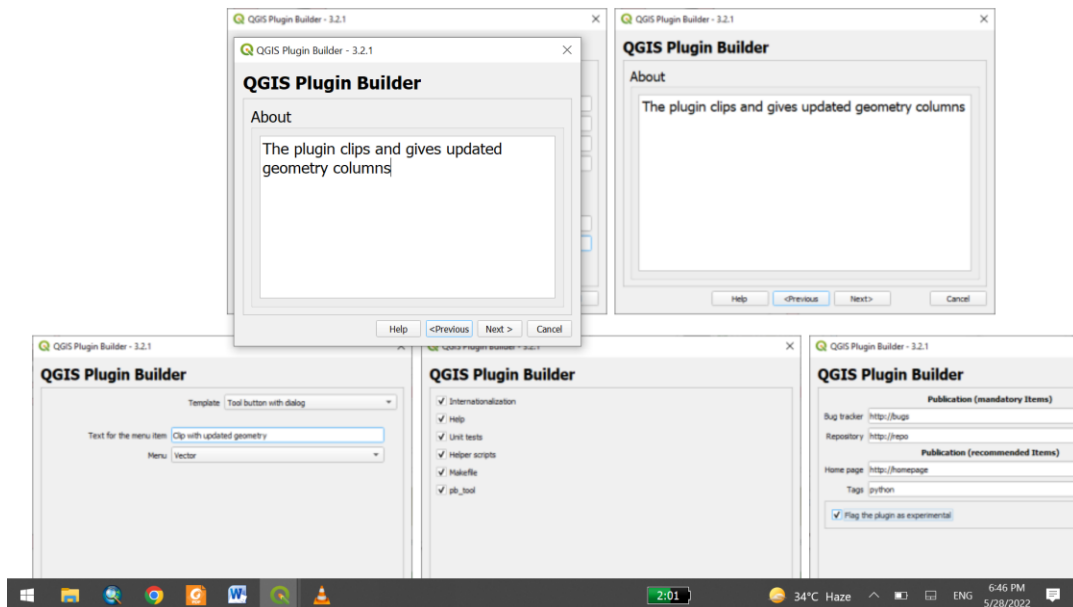 QGIS Plugin Builder - 3.2.1
QGIS Plugin Builder - 3.2.1
QGIS Plugin Builder
About
The plugin clips and gives updated
geometry columns
Help <Previous Next > Cancel
QGIS Plugin Builder - 3.2.1
QGIS Plugin Builder
About
The plugin clips and gives updated geometry columns
Help <Previous Next> Cancel
QGIS Plugin Builder - 3.2.1
QGIS Plugin Builder
Template Tool button with dialog
Text for the menu item Clip with updated geometry
Menu Vector
QGIS Plugin Builder - 3.2.1
QGIS Plugin Builder
Internationalization
Help
Unit tests
Helper scripts
Makefile
pb_tool
QGIS Plugin Builder - 3.2.1
QGIS Plugin Builder
Publication (mandatory Items)
Bug tracker http://bugs
Repository http://repo
Publication (recommended Items)
Home page http://homepage
Tags python
Flag the plugin as experimental
2:01
34°C Haze
ENG
6:46 PM
5/28/2022